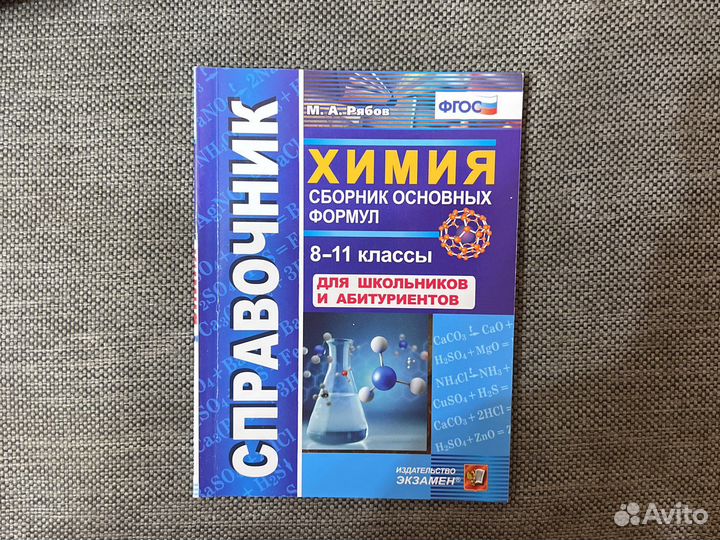 СПРАВОЧНИК
М. А. Рябов
ФГОС
ХИМИЯ
СБОРНИК ОСНОВНЫХ
ФОРМУЛ
8–11 классы
ДЛЯ ШКОЛЬНИКОВ
И АБИТУРИЕНТОВ
CaCO₃ CaO +
H₂SO₄ + MgO =
NH₄Cl NH₃ +
CuSO₄ + H₂S =
CaCO₃ + 2HCl =
H₂SO₄ + ZnO =
ИЗДАТЕЛЬСТВО
ЭКЗАМЕН®
Avito